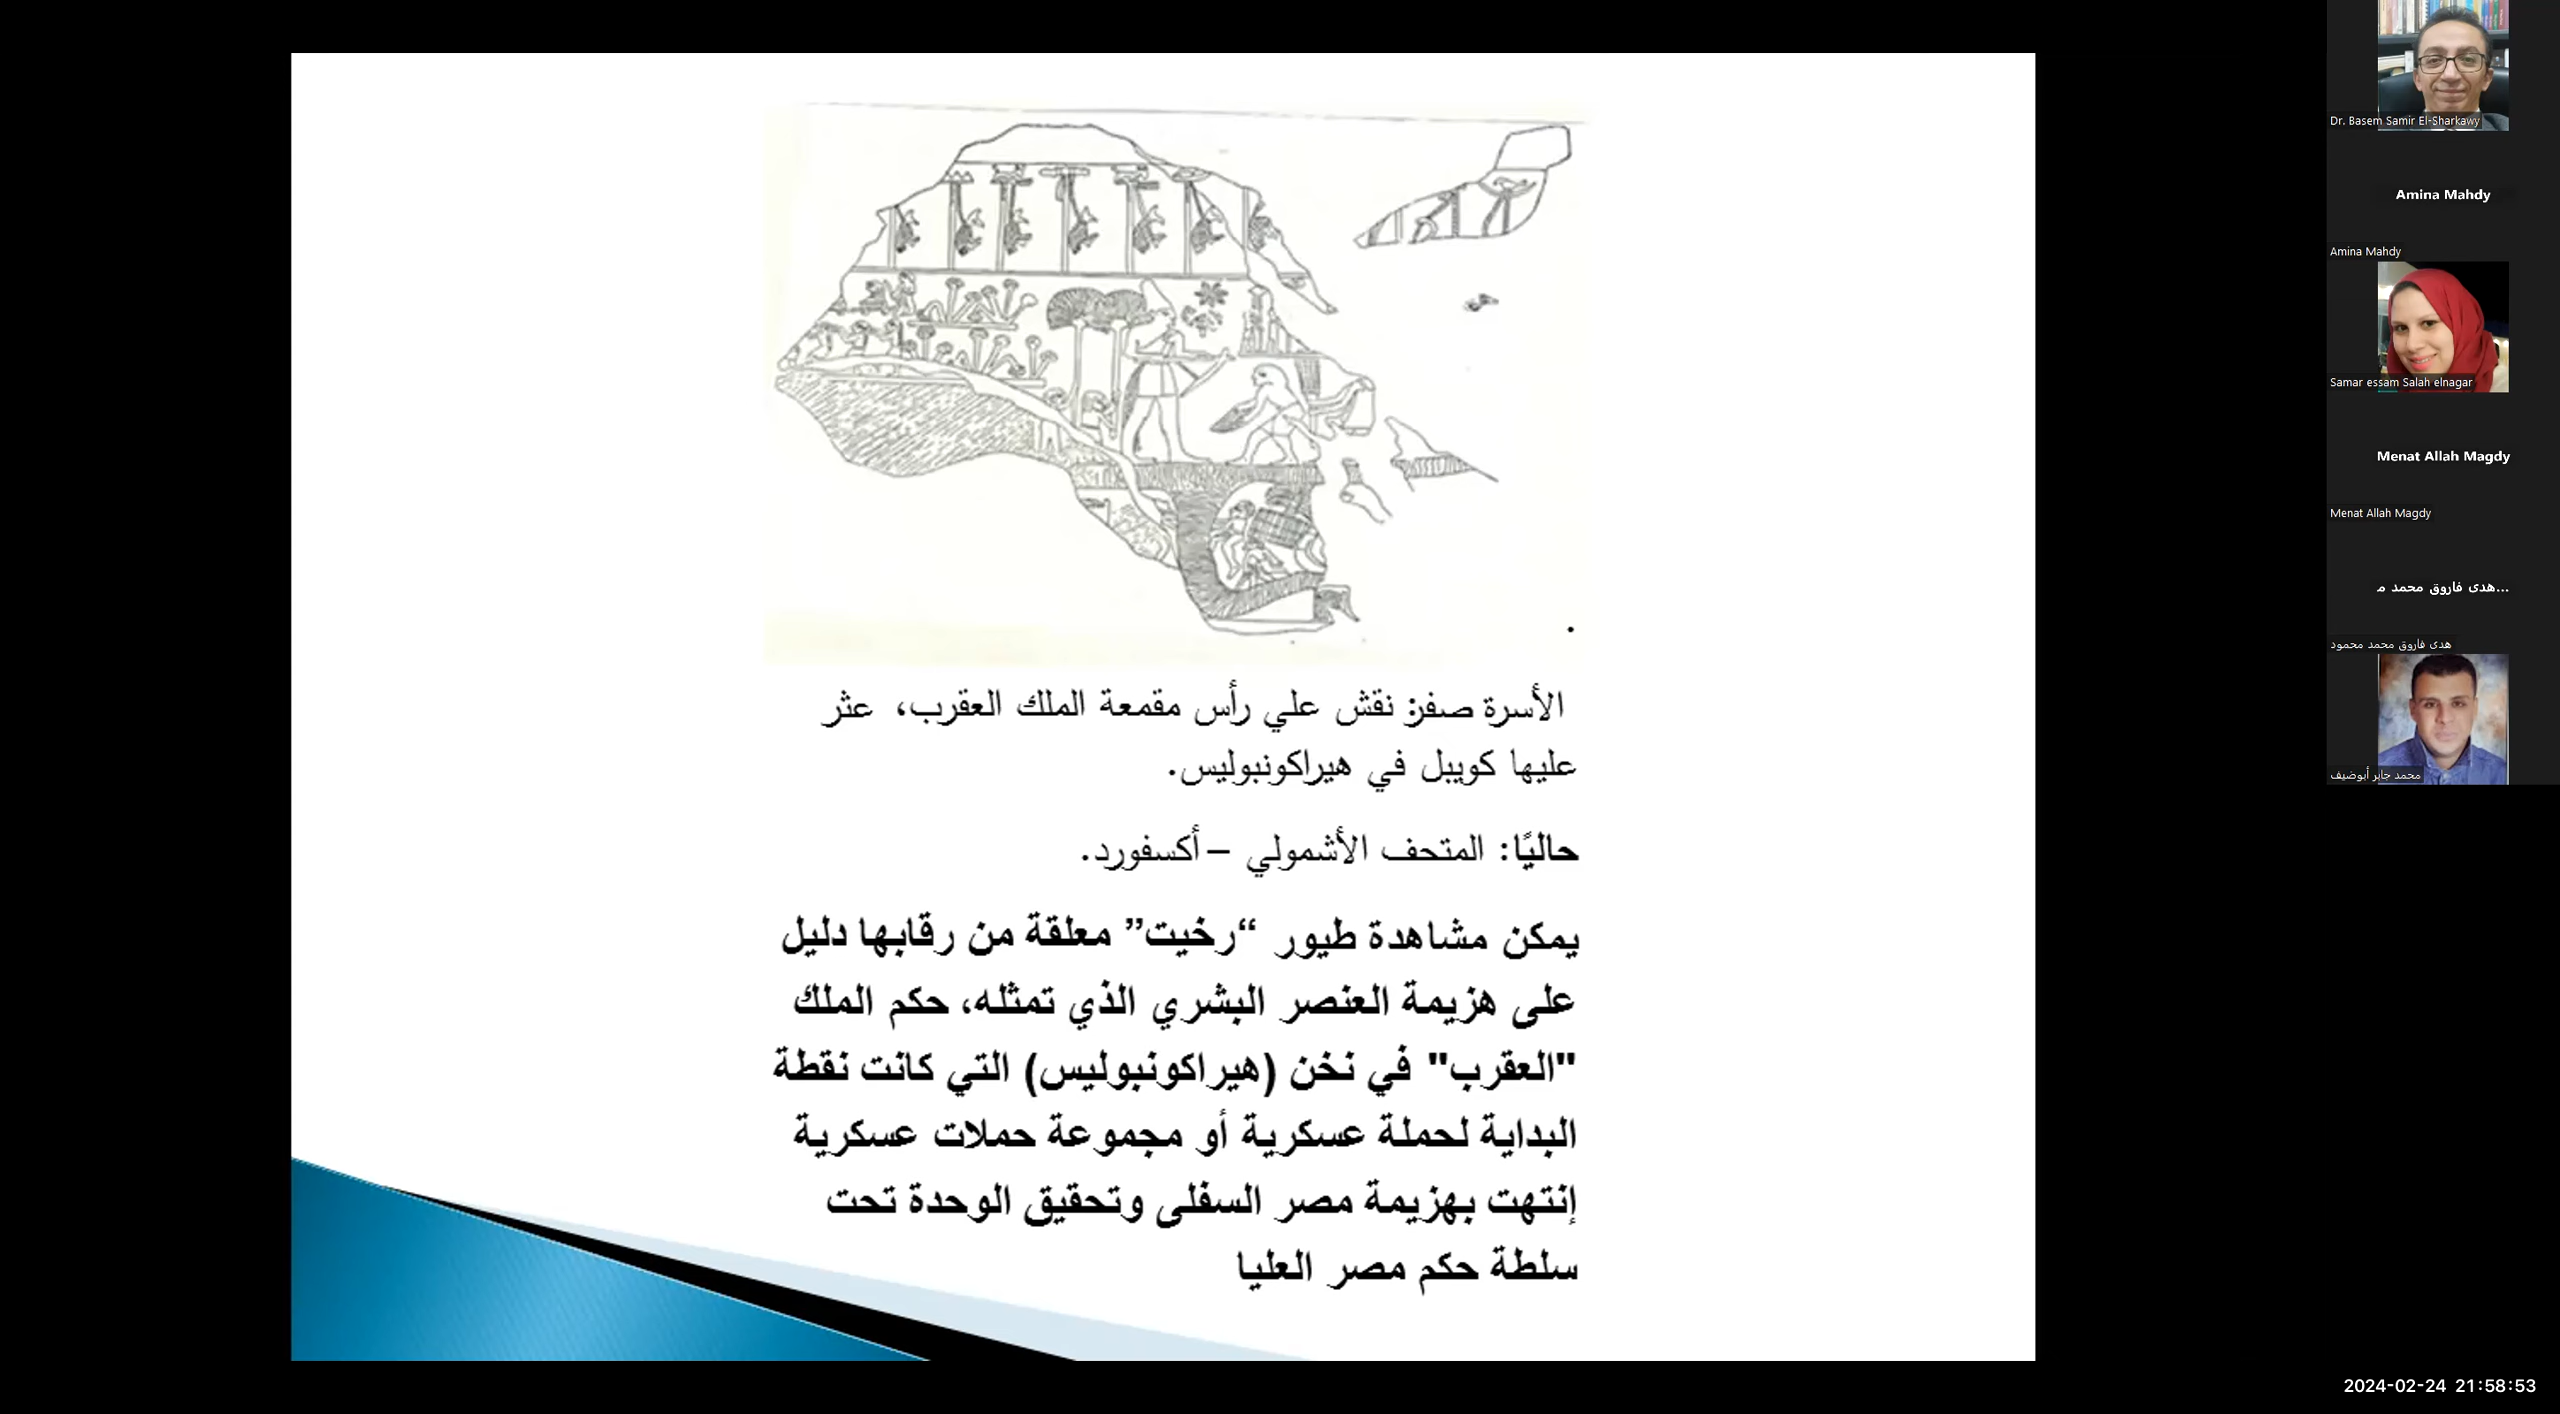 الأسرة صفر: نقش علي رأس مقمعة الملك العقرب، عثر
عليها كويبل في هيراكونبوليس.
حاليًا: المتحف الأشمولي – أكسفورد.
يمكن مشاهدة طيور “رخيت” معلقة من رقابها دليل
على هزيمة العنصر البشري الذي تمثله، حكم الملك
"العقرب" في نخن (هيراكونبوليس) التي كانت نقطة
البداية لحملة عسكرية أو مجموعة حملات عسكرية
إنتهت بهزيمة مصر السفلى وتحقيق الوحدة تحت
سلطة حكم مصر العليا
Dr. Basem Samir El-Sharkawy
Amina Mahdy
Amina Mahdy
Samar essam Salah elnagar
Menat Allah Magdy
Menat Allah Magdy
هدى فاروق محمد م...
هدى فاروق محمد محمود
محمد جابر أبوضيف
2024-02-24 21:58:53